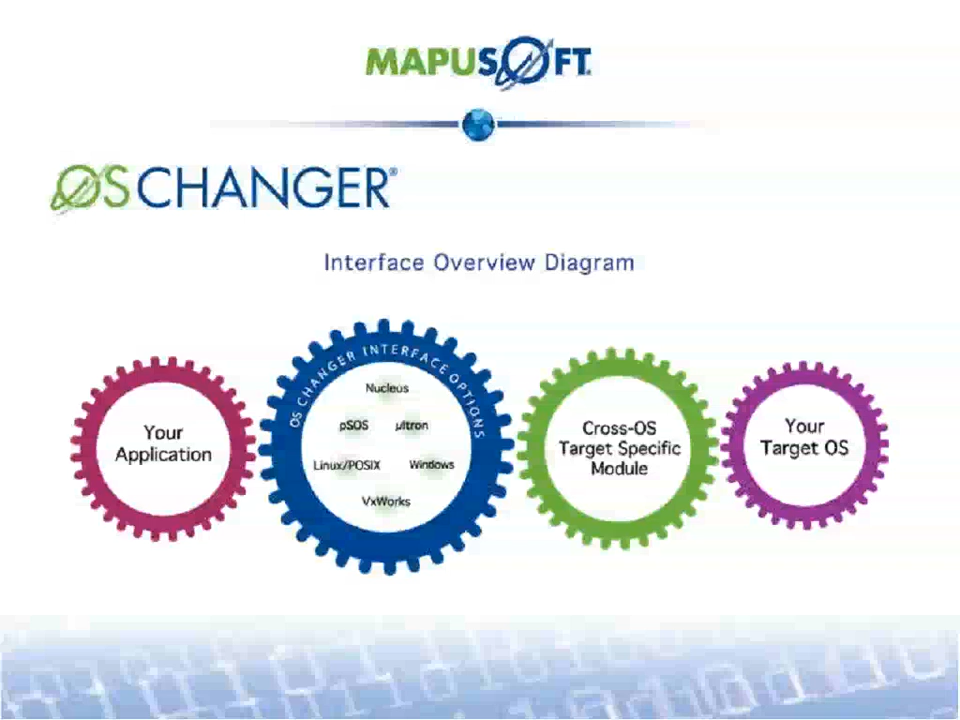 MAPUSOFT
OS CHANGER®
Interface Overview Diagram
Your
Application
OS CHANGER INTERFACE OPTIONS
Nucleus
pSOS µItron
Linux/POSIX Windows
VxWorks
Cross-OS
Target Specific
Module
Your
Target OS